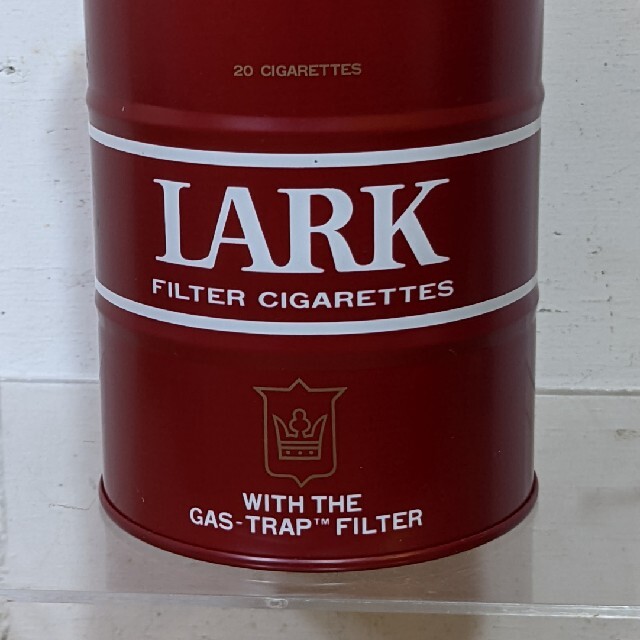 20 CIGARETTES
LARK
FILTER CIGARETTES
WITH THE
GAS-TRAP™ FILTER